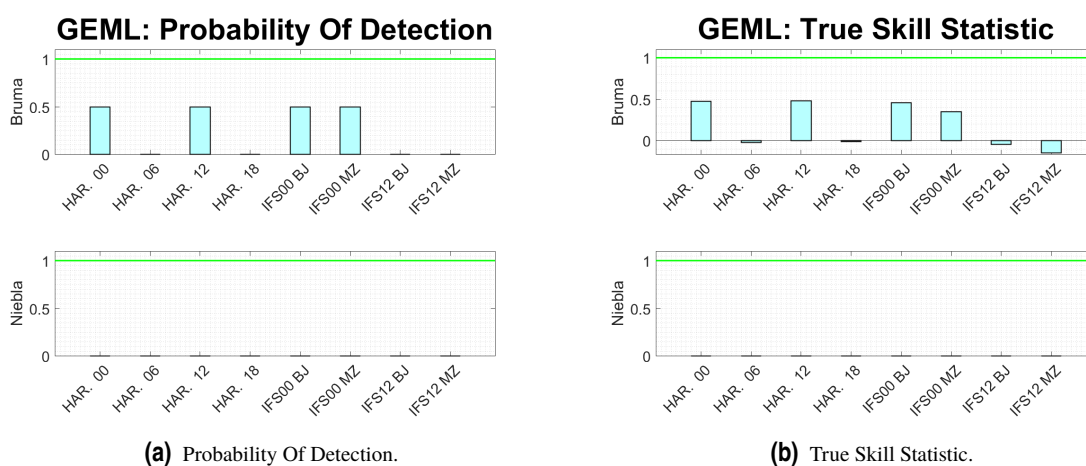 GEML: Probability Of Detection
1
0.5
0
Bruma
HAR. 00
HAR. 06
HAR. 12
HAR. 18
IFS00 BJ
IFS00 MZ
IFS12 BJ
IFS12 MZ
1
0.5
0
Niebla
HAR. 00
HAR. 06
HAR. 12
HAR. 18
IFS00 BJ
IFS00 MZ
IFS12 BJ
IFS12 MZ
(a) Probability Of Detection.
GEML: True Skill Statistic
1
0.5
0
Bruma
HAR. 00
HAR. 06
HAR. 12
HAR. 18
IFS00 BJ
IFS00 MZ
IFS12 BJ
IFS12 MZ
1
0.5
0
Niebla
HAR. 00
HAR. 06
HAR. 12
HAR. 18
IFS00 BJ
IFS00 MZ
IFS12 BJ
IFS12 MZ
(b) True Skill Statistic.